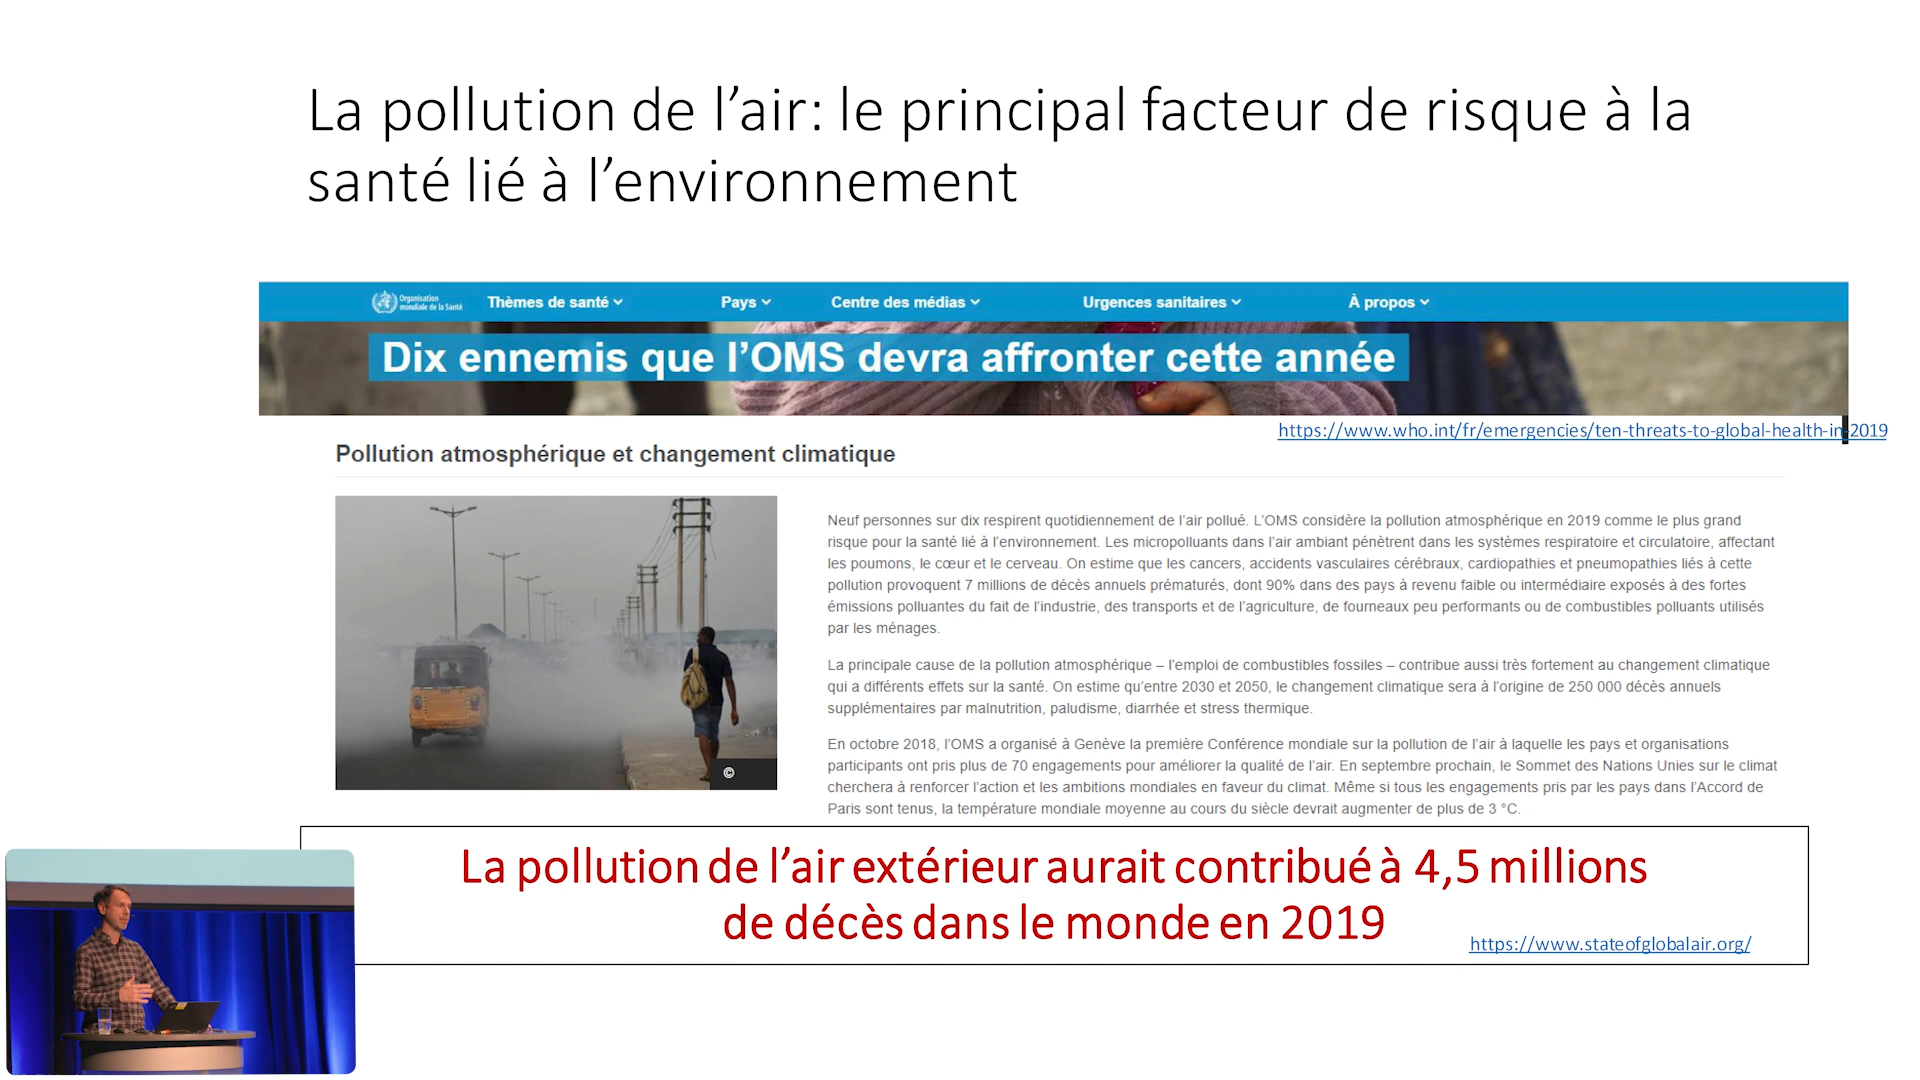 La pollution de l’air: le principal facteur de risque à la
santé lié à l’environnement
Organisation
mondiale de la Santé
Thèmes de santé
Pays
Centre des médias
Urgences sanitaires
À propos
Dix ennemis que l’OMS devra affronter cette année
https://www.who.int/fr/emergencies/ten-threats-to-global-health-in-2019
Pollution atmosphérique et changement climatique
Neuf personnes sur dix respirent quotidiennement de l’air pollué. L’OMS considère la pollution atmosphérique en 2019 comme le plus grand
risque pour la santé lié à l’environnement. Les micropolluants dans l’air ambiant pénètrent dans les systèmes respiratoire et circulatoire, affectant
les poumons, le cœur et le cerveau. On estime que les cancers, accidents vasculaires cérébraux, cardiopathies et pneumopathies liés à cette
pollution provoquent 7 millions de décès annuels prématurés, dont 90% dans des pays à revenu faible ou intermédiaire exposés à des fortes
émissions polluantes du fait de l’industrie, des transports et de l’agriculture, de fourneaux peu performants ou de combustibles polluants utilisés
par les ménages.
La principale cause de la pollution atmosphérique – l’emploi de combustibles fossiles – contribue aussi très fortement au changement climatique
qui a différents effets sur la santé. On estime qu’entre 2030 et 2050, le changement climatique sera à l’origine de 250 000 décès annuels
supplémentaires par malnutrition, paludisme, diarrhée et stress thermique.
En octobre 2018, l’OMS a organisé à Genève la première Conférence mondiale sur la pollution de l’air à laquelle les pays et organisations
participants ont pris plus de 70 engagements pour améliorer la qualité de l’air. En septembre prochain, le Sommet des Nations Unies sur le climat
cherchera à renforcer l’action et les ambitions mondiales en faveur du climat. Même si tous les engagements pris par les pays dans l’Accord de
Paris sont tenus, la température mondiale moyenne au cours du siècle devrait augmenter de plus de 3 °C.
©
La pollution de l’air extérieur aurait contribué à 4,5 millions
de décès dans le monde en 2019
https://www.stateofglobalair.org/